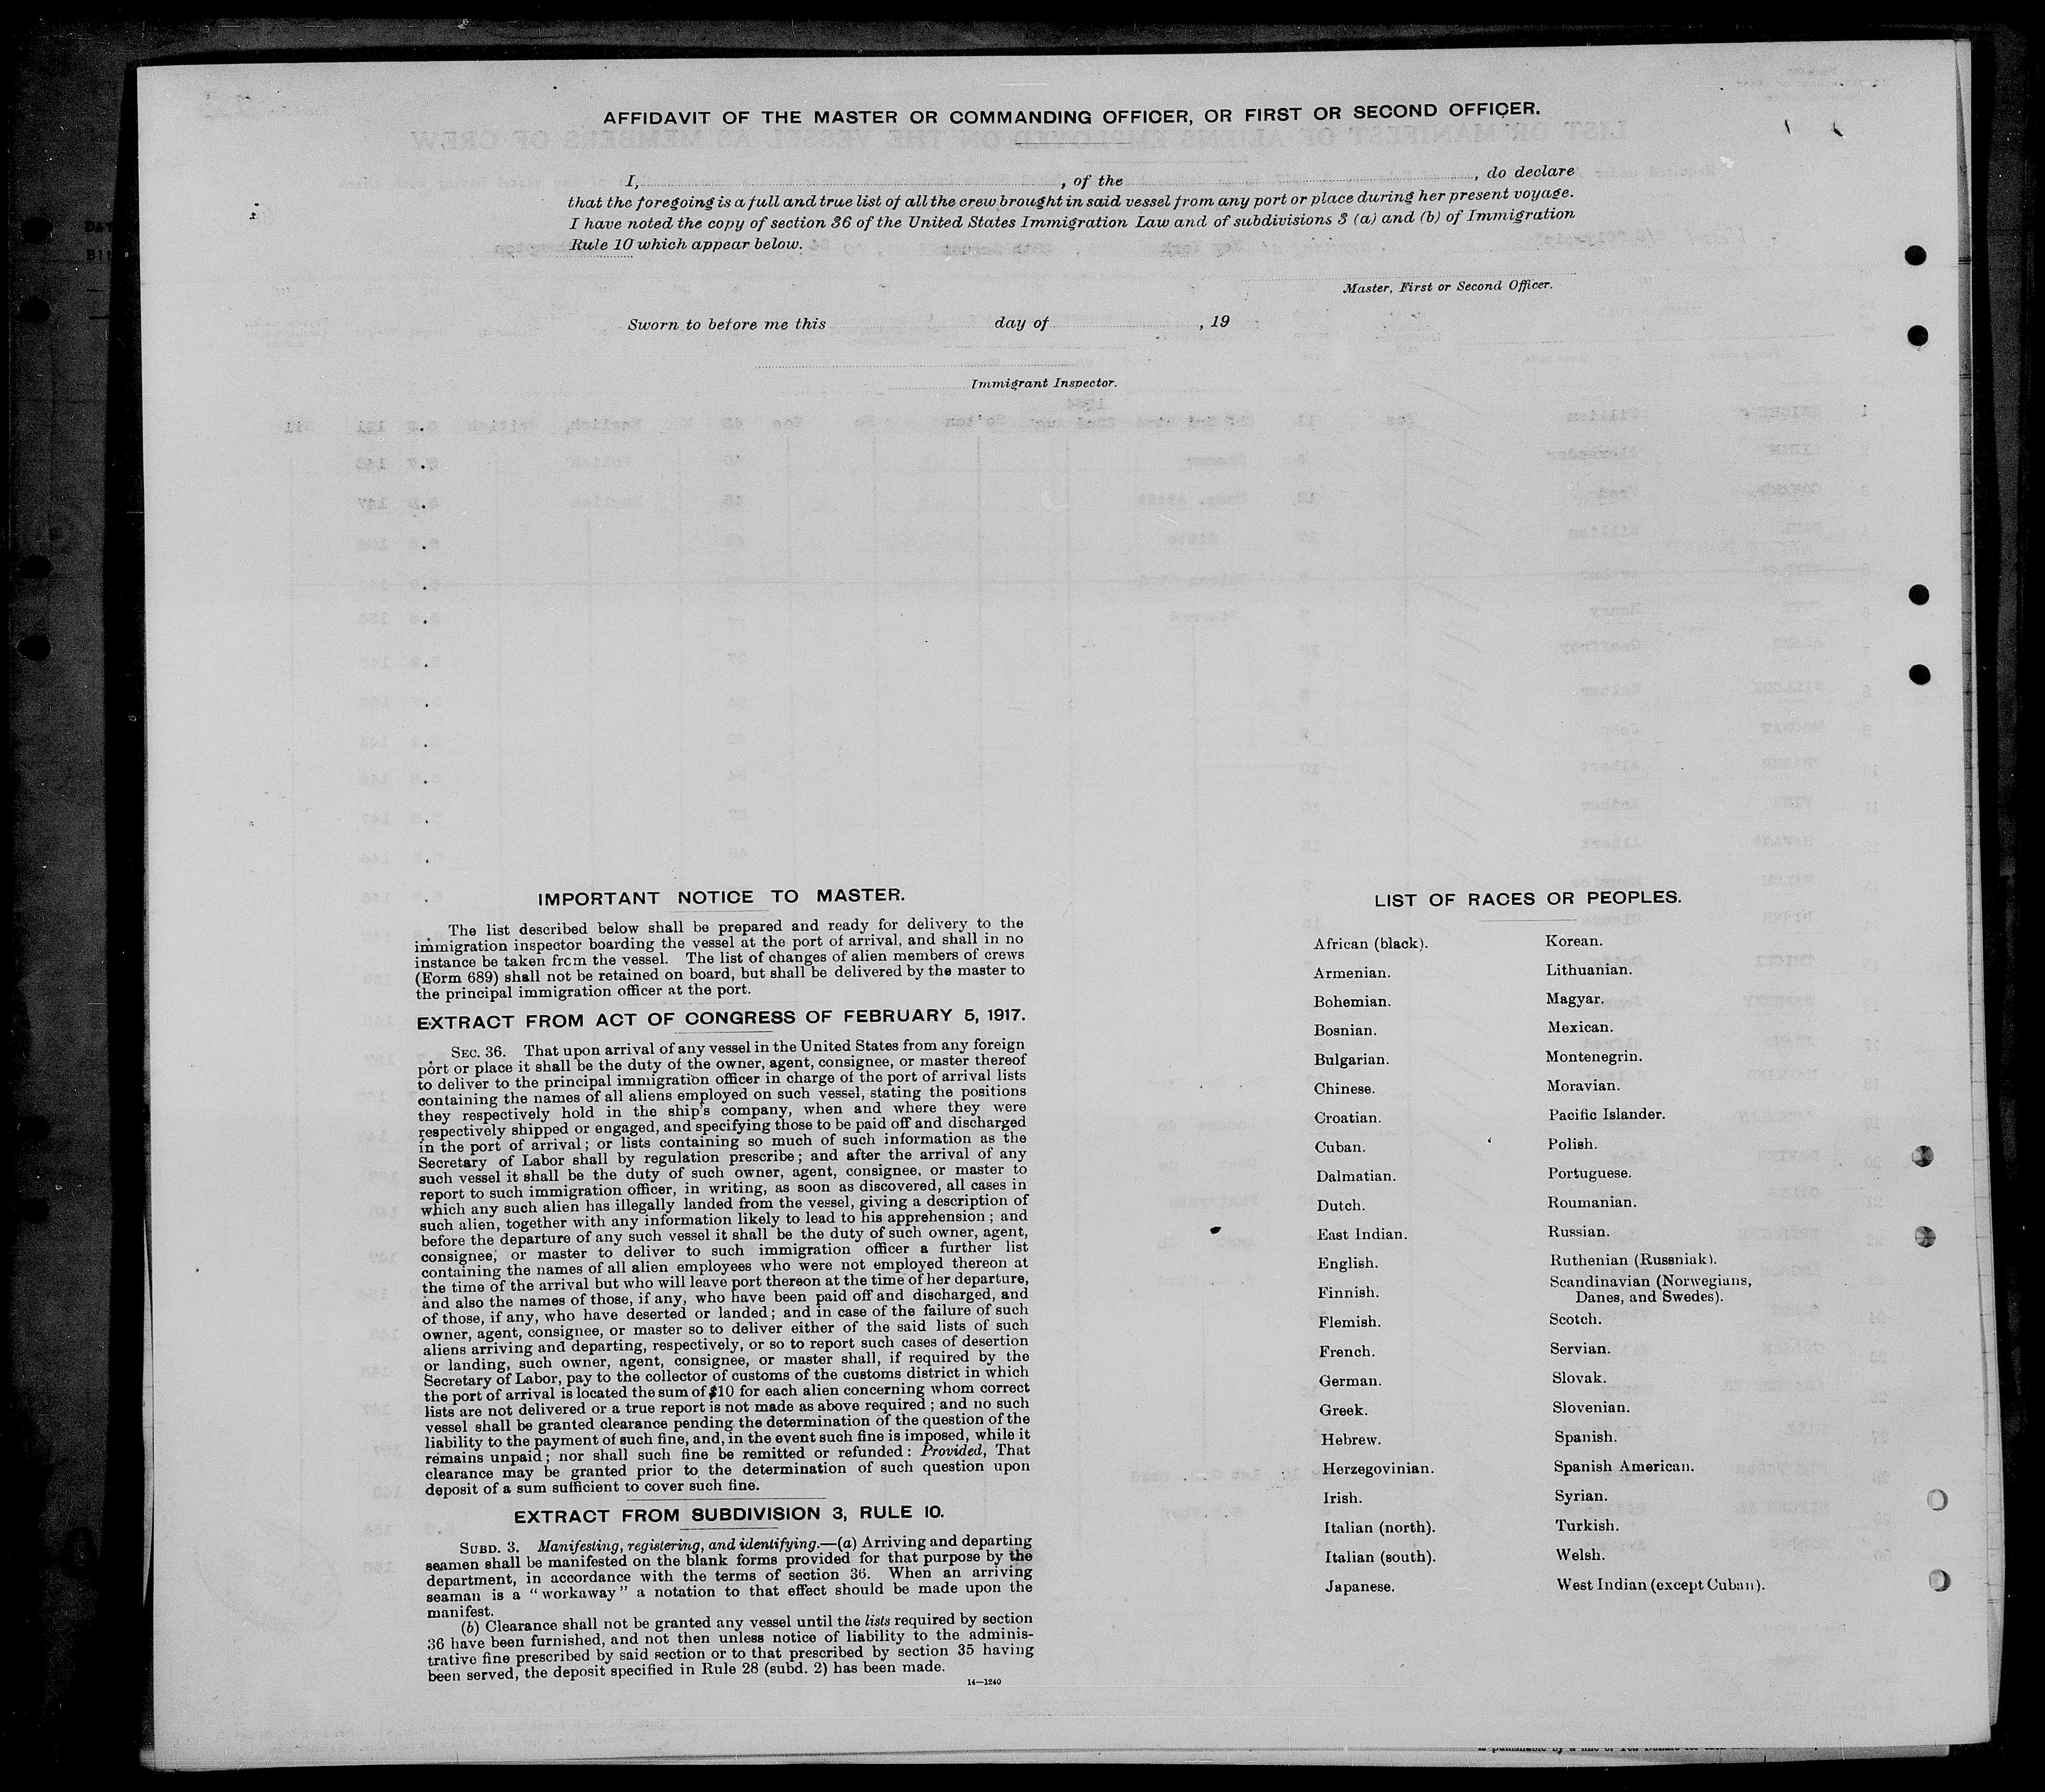 AFFIDAVIT OF THE MASTER OR COMMANDING OFFICER, OR FIRST OR SECOND OFFICER.
I, , of the , do declare
that the foregoing is a full and true list of all the crew brought in said vessel from any port or place during her present voyage.
I have noted the copy of section 36 of the United States Immigration Law and of subdivisions 3 (a) and (b) of Immigration
Rule 10 which appear below.
Master, First or Second Officer.
Sworn to before me this day of , 19
Immigrant Inspector.
IMPORTANT NOTICE TO MASTER.
The list described below shall be prepared and ready for delivery to the
immigration inspector boarding the vessel at the port of arrival, and shall in no
instance be taken from the vessel. The list of changes of alien members of crews
(Form 689) shall not be retained on board, but shall be delivered by the master to
the principal immigration officer at the port.
EXTRACT FROM ACT OF CONGRESS OF FEBRUARY 5, 1917.
SEC. 36. That upon arrival of any vessel in the United States from any foreign
port or place it shall be the duty of the owner, agent, consignee, or master thereof
to deliver to the principal immigration officer in charge of the port of arrival lists
containing the names of all aliens employed on such vessel, stating the positions
they respectively hold in the ship's company, when and where they were
respectively shipped or engaged, and specifying those to be paid off and discharged
in the port of arrival; or lists containing so much of such information as the
Secretary of Labor shall by regulation prescribe; and after the arrival of any
such vessel it shall be the duty of such owner, agent, consignee, or master to
report to such immigration officer, in writing, as soon as discovered, all cases in
which any such alien has illegally landed from the vessel, giving a description of
such alien, together with any information likely to lead to his apprehension; and
before the departure of any such vessel it shall be the duty of such owner, agent,
consignee, or master to deliver to such immigration officer a further list
containing the names of all alien employees who were not employed thereon at
the time of the arrival but who will leave port thereon at the time of her departure,
and also the names of those, if any, who have been paid off and discharged, and
of those, if any, who have deserted or landed; and in case of the failure of such
owner, agent, consignee, or master so to deliver either of the said lists of such
aliens arriving and departing, respectively, or so to report such cases of desertion
or landing, such owner, agent, consignee, or master shall, if required by the
Secretary of Labor, pay to the collector of customs of the customs district in which
the port of arrival is located the sum of $10 for each alien concerning whom correct
lists are not delivered or a true report is not made as above required; and no such
vessel shall be granted clearance pending the determination of the question of the
liability to the payment of such fine, and, in the event such fine is imposed, while it
remains unpaid; nor shall such fine be remitted or refunded: Provided, That
clearance may be granted prior to the determination of such question upon
deposit of a sum sufficient to cover such fine.
EXTRACT FROM SUBDIVISION 3, RULE 10.
SUBD. 3. Manifesting, registering, and identifying.—(a) Arriving and departing
seamen shall be manifested on the blank forms provided for that purpose by the
department, in accordance with the terms of section 36. When an arriving
seaman is a "workaway" a notation to that effect should be made upon the
manifest.
(b) Clearance shall not be granted any vessel until the lists required by section
36 have been furnished, and not then unless notice of liability to the adminis-
trative fine prescribed by said section or to that prescribed by section 35 having
been served, the deposit specified in Rule 28 (subd. 2) has been made.
14—1240
LIST OF RACES OR PEOPLES.
African (black).
Armenian.
Bohemian.
Bosnian.
Bulgarian.
Chinese.
Croatian.
Cuban.
Dalmatian.
Dutch.
East Indian.
English.
Finnish.
Flemish.
French.
German.
Greek.
Hebrew.
Herzegovinian.
Irish.
Italian (north).
Italian (south).
Japanese.
Korean.
Lithuanian.
Magyar.
Mexican.
Montenegrin.
Moravian.
Pacific Islander.
Polish.
Portuguese.
Roumanian.
Russian.
Ruthenian (Russniak).
Scandinavian (Norwegians,
Danes, and Swedes).
Scotch.
Servian.
Slovak.
Slovenian.
Spanish.
Spanish American.
Syrian.
Turkish.
Welsh.
West Indian (except Cuban).